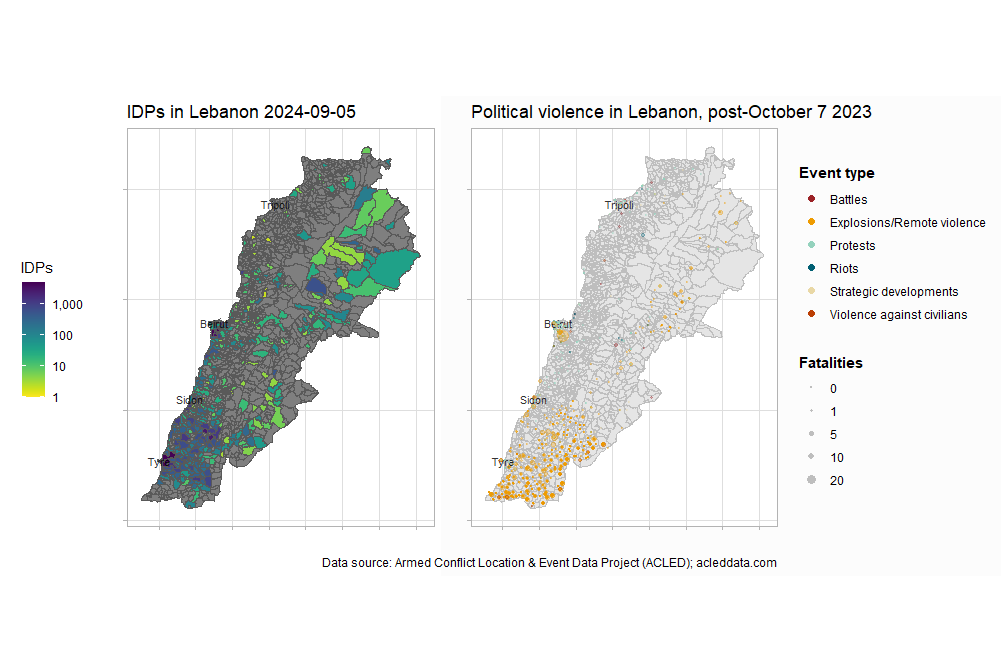 IDPs in Lebanon 2024-09-05
IDPs
1,000
100
10
1
Tripoli
Beirut
Sidon
Tyre
Political violence in Lebanon, post-October 7 2023
Tripoli
Beirut
Sidon
Tyre
Event type
Battles
Explosions/Remote violence
Protests
Riots
Strategic developments
Violence against civilians
Fatalities
0
1
5
10
20
Data source: Armed Conflict Location & Event Data Project (ACLED); acleddata.com